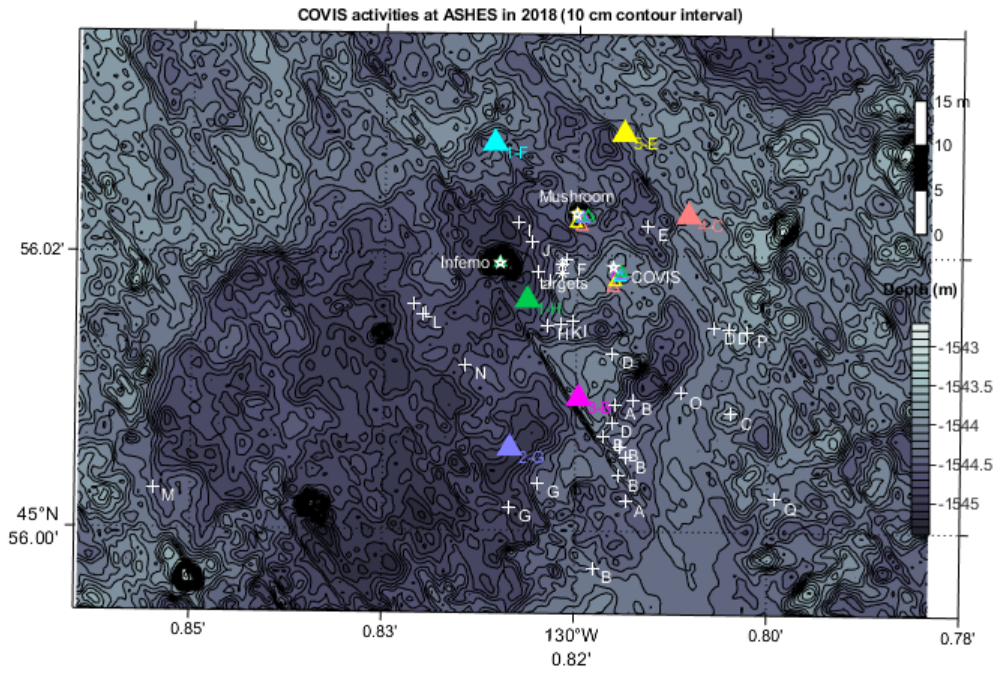 COVIS activities at ASHES in 2018 (10 cm contour interval)
15 m
10
5
0
5-E
1-F
Mushroom
4-C
E
I
J
56.02'
Inferno
F
COVIS
targets
Depth (m)
1-H
L
H K I
D D P
-1543
D
N
-1543.5
O
3-B
A B
C
-1544
D
B
B
2-G
B
-1544.5
B
G
M
A
Q
-1545
G
45°N
56.00'
B
0.85'
0.83'
130°W
0.82'
0.80'
0.78'